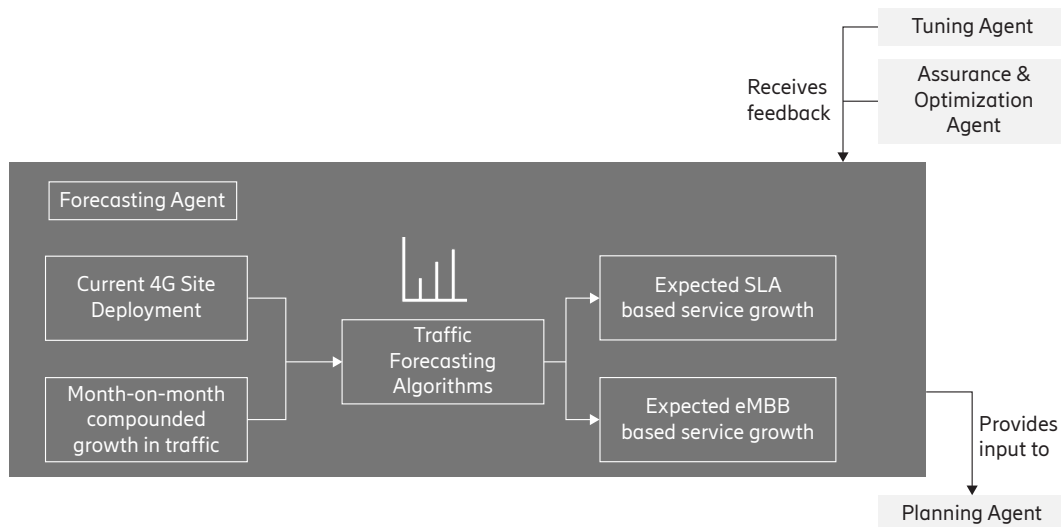 Tuning Agent
Receives
feedback
Assurance &
Optimization
Agent
Forecasting Agent
Current 4G Site
Deployment
Month-on-month
compounded
growth in traffic
Traffic
Forecasting
Algorithms
Expected SLA
based service growth
Expected eMBB
based service growth
Provides
input to
Planning Agent